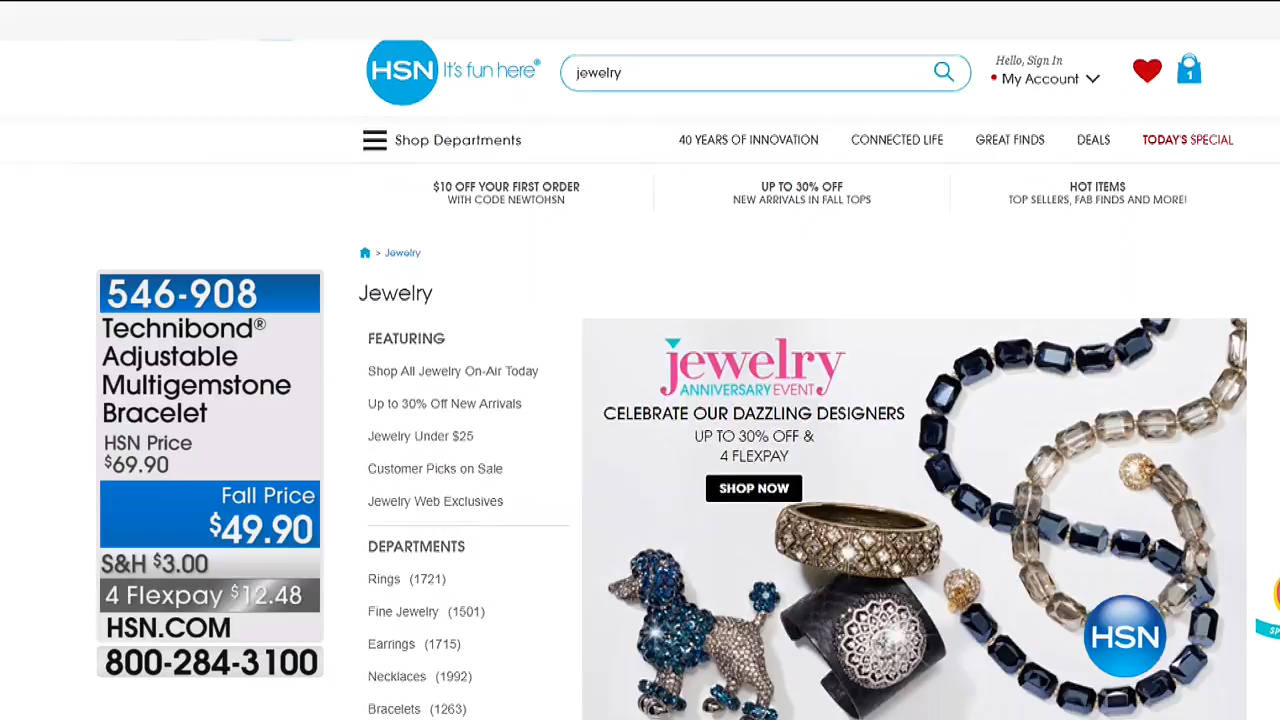 HSN It's fun here®
jewelry
Hello, Sign In
My Account
1
Shop Departments
40 YEARS OF INNOVATION
CONNECTED LIFE
GREAT FINDS
DEALS
TODAY'S SPECIAL
$10 OFF YOUR FIRST ORDER
WITH CODE NEWTOHSN
UP TO 30% OFF
NEW ARRIVALS IN FALL TOPS
HOT ITEMS
TOP SELLERS, FAB FINDS AND MORE!
> Jewelry
546-908
Technibond®
Adjustable
Multigemstone
Bracelet
HSN Price
$69.90
Fall Price
$49.90
S&H $3.00
4 Flexpay $12.48
HSN.COM
800-284-3100
Jewelry
FEATURING
Shop All Jewelry On-Air Today
Up to 30% Off New Arrivals
Jewelry Under $25
Customer Picks on Sale
Jewelry Web Exclusives
DEPARTMENTS
Rings (1721)
Fine Jewelry (1501)
Earrings (1715)
Necklaces (1992)
Bracelets (1263)
jewelry
ANNIVERSARY EVENT
CELEBRATE OUR DAZZLING DESIGNERS
UP TO 30% OFF &
4 FLEXPAY
SHOP NOW
HSN